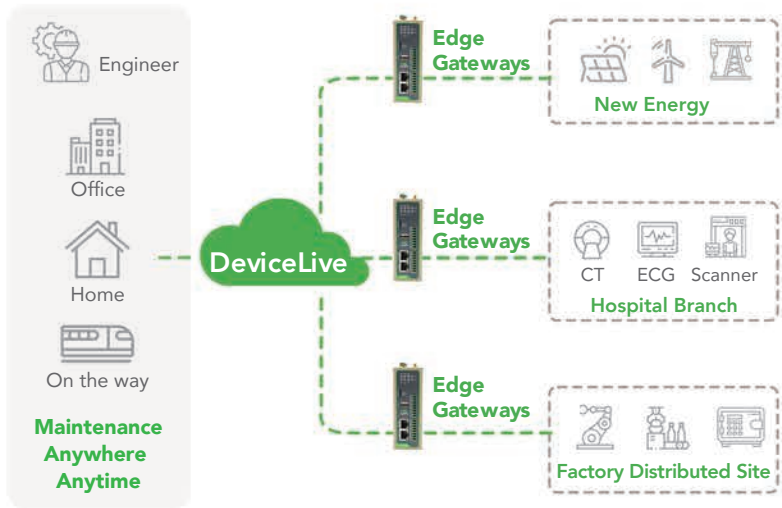 Engineer
Office
Home
On the way
Maintenance
Anywhere
Anytime
DeviceLive
Edge
Gateways
New Energy
Edge
Gateways
CT ECG Scanner
Hospital Branch
Edge
Gateways
Factory Distributed Site